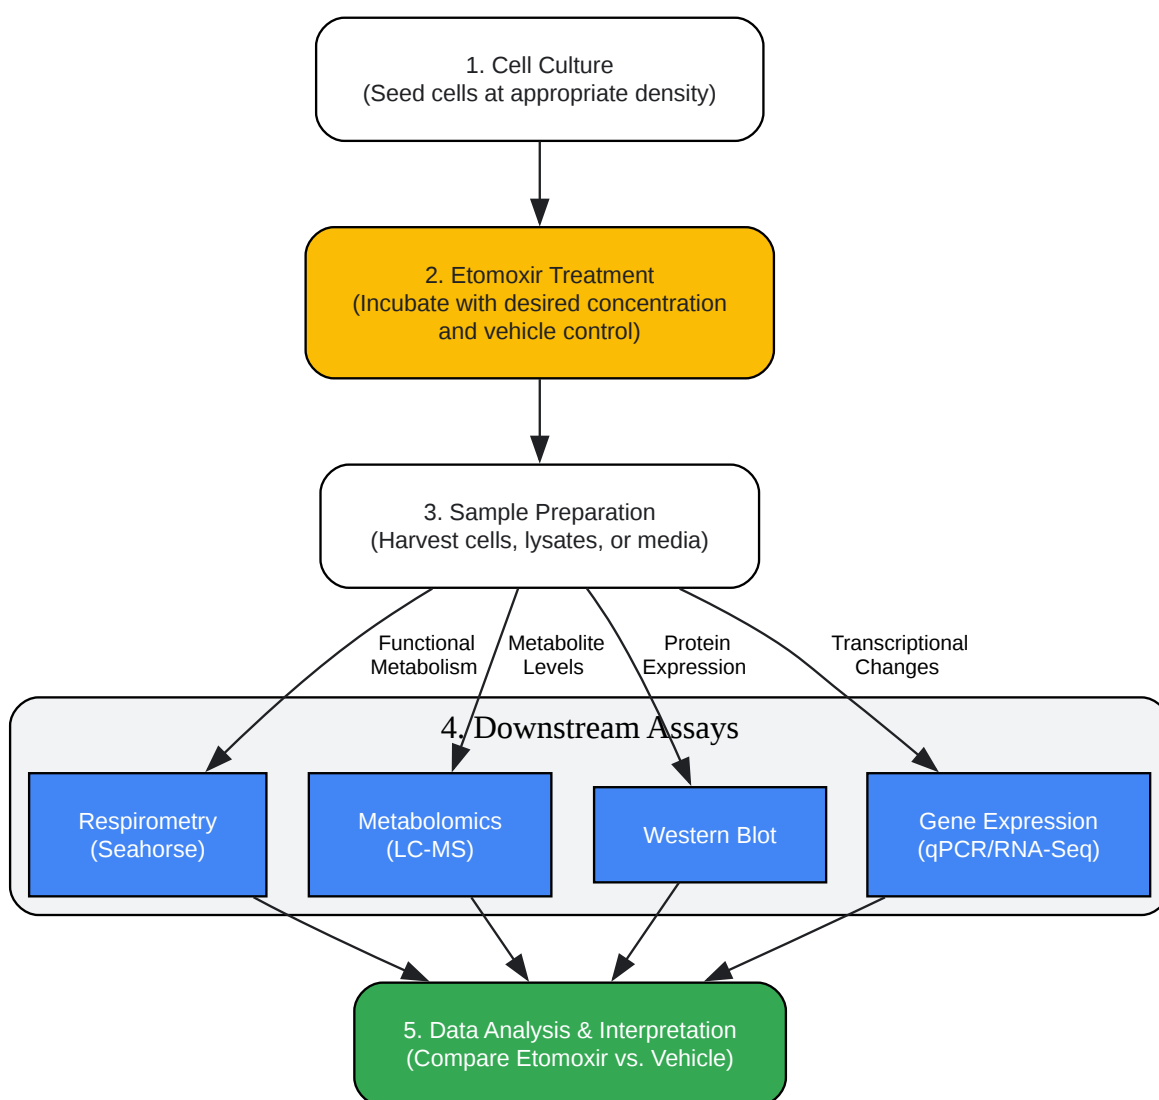 1. Cell Culture
(Seed cells at appropriate density)
2. Etomoxir Treatment
(Incubate with desired concentration
and vehicle control)
3. Sample Preparation
(Harvest cells, lysates, or media)
Functional
Metabolism
Metabolite
Levels
Protein
Expression
Transcriptional
Changes
4. Downstream Assays
Respirometry
(Seahorse)
Metabolomics
(LC-MS)
Western Blot
Gene Expression
(qPCR/RNA-Seq)
5. Data Analysis & Interpretation
(Compare Etomoxir vs. Vehicle)